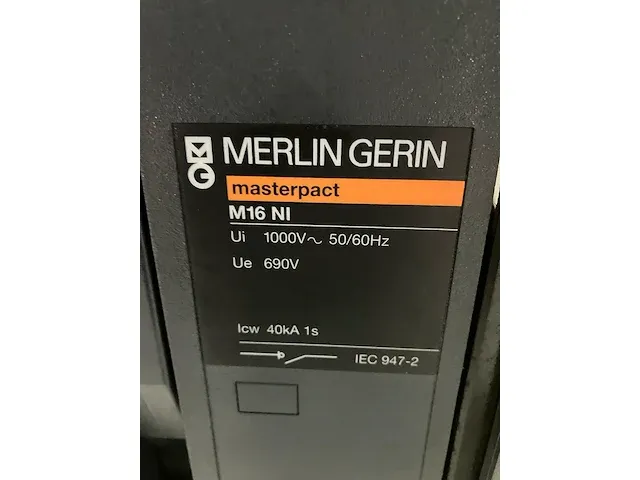 MERLIN GERIN
masterpact
M16 NI
Ui 1000V~ 50/60Hz
Ue 690V
Icw 40kA 1s
IEC 947-2